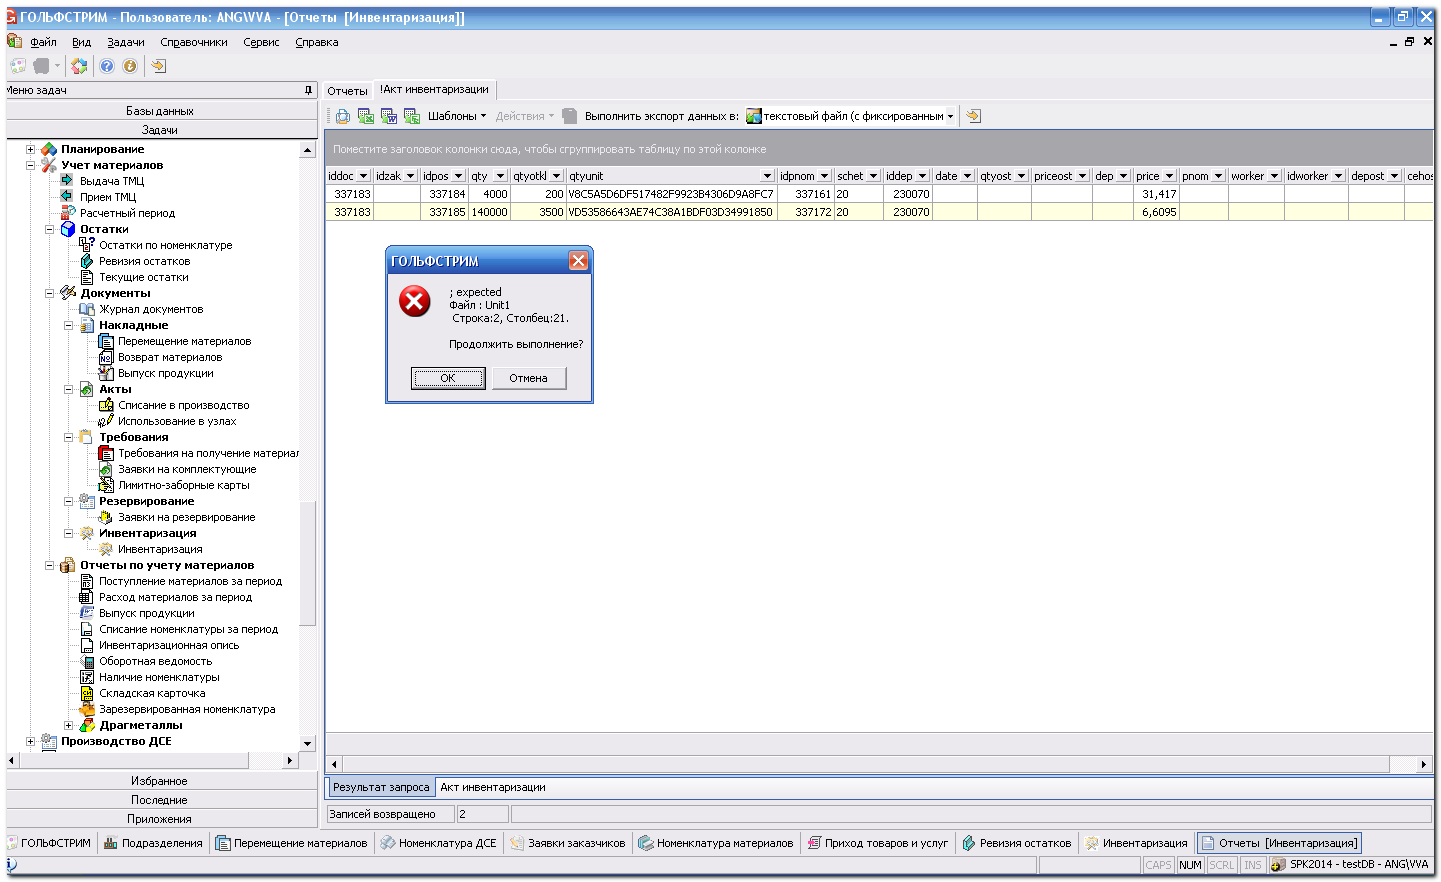 ГОЛЬФСТРИМ - Пользователь: ANG\VVA - [Отчеты [Инвентаризация]]
Файл Вид Задачи Справочники Сервис Справка
Меню задач
Базы данных
Задачи
Планирование
Учет материалов
Выдача ТМЦ
Прием ТМЦ
Расчетный период
Остатки
Остатки по номенклатуре
Ревизия остатков
Текущие остатки
Документы
Журнал документов
Накладные
Перемещение материалов
Возврат материалов
Выпуск продукции
Акты
Списание в производство
Использование в узлах
Требования
Требования на получение материал
Заявки на комплектующие
Лимитно-заборные карты
Резервирование
Заявки на резервирование
Инвентаризация
Инвентаризация
Отчеты по учету материалов
Поступление материалов за период
Расход материалов за период
Выпуск продукции
Списание номенклатуры за период
Инвентаризационная опись
Оборотная ведомость
Наличие номенклатуры
Складская карточка
Зарезервированная номенклатура
Драгметаллы
Производство ДСЕ
Избранное
Последние
Приложения
Отчеты !Акт инвентаризации
Шаблоны Действия Выполнить экспорт данных в: текстовый файл (с фиксированным
Поместите заголовок колонки сюда, чтобы сгруппировать таблицу по этой колонке
iddoc idzak idpos qty qtyotkl qtyunit idpnom schet iddep date qtyost priceost dep price pnom worker idworker depost cehos
337183 337184 4000 200 V8C5A5D6DF517482F9923B4306D9A8FC7 337161 20 230070 31,417
337183 337185 140000 3500 VD53586643AE74C38A1BDF03D34991850 337172 20 230070 6,6095
ГОЛЬФСТРИМ
; expected
Файл : Unit1
Строка:2, Столбец:21.
Продолжить выполнение?
OK Отмена
Результат запроса Акт инвентаризации
Записей возвращено 2
ГОЛЬФСТРИМ Подразделения Перемещение материалов Номенклатура ДСЕ Заявки заказчиков Номенклатура материалов Приход товаров и услуг Ревизия остатков Инвентаризация Отчеты [Инвентаризация]
CAPS NUM SCRL INS SPK2014 - testDB - ANG\VVA